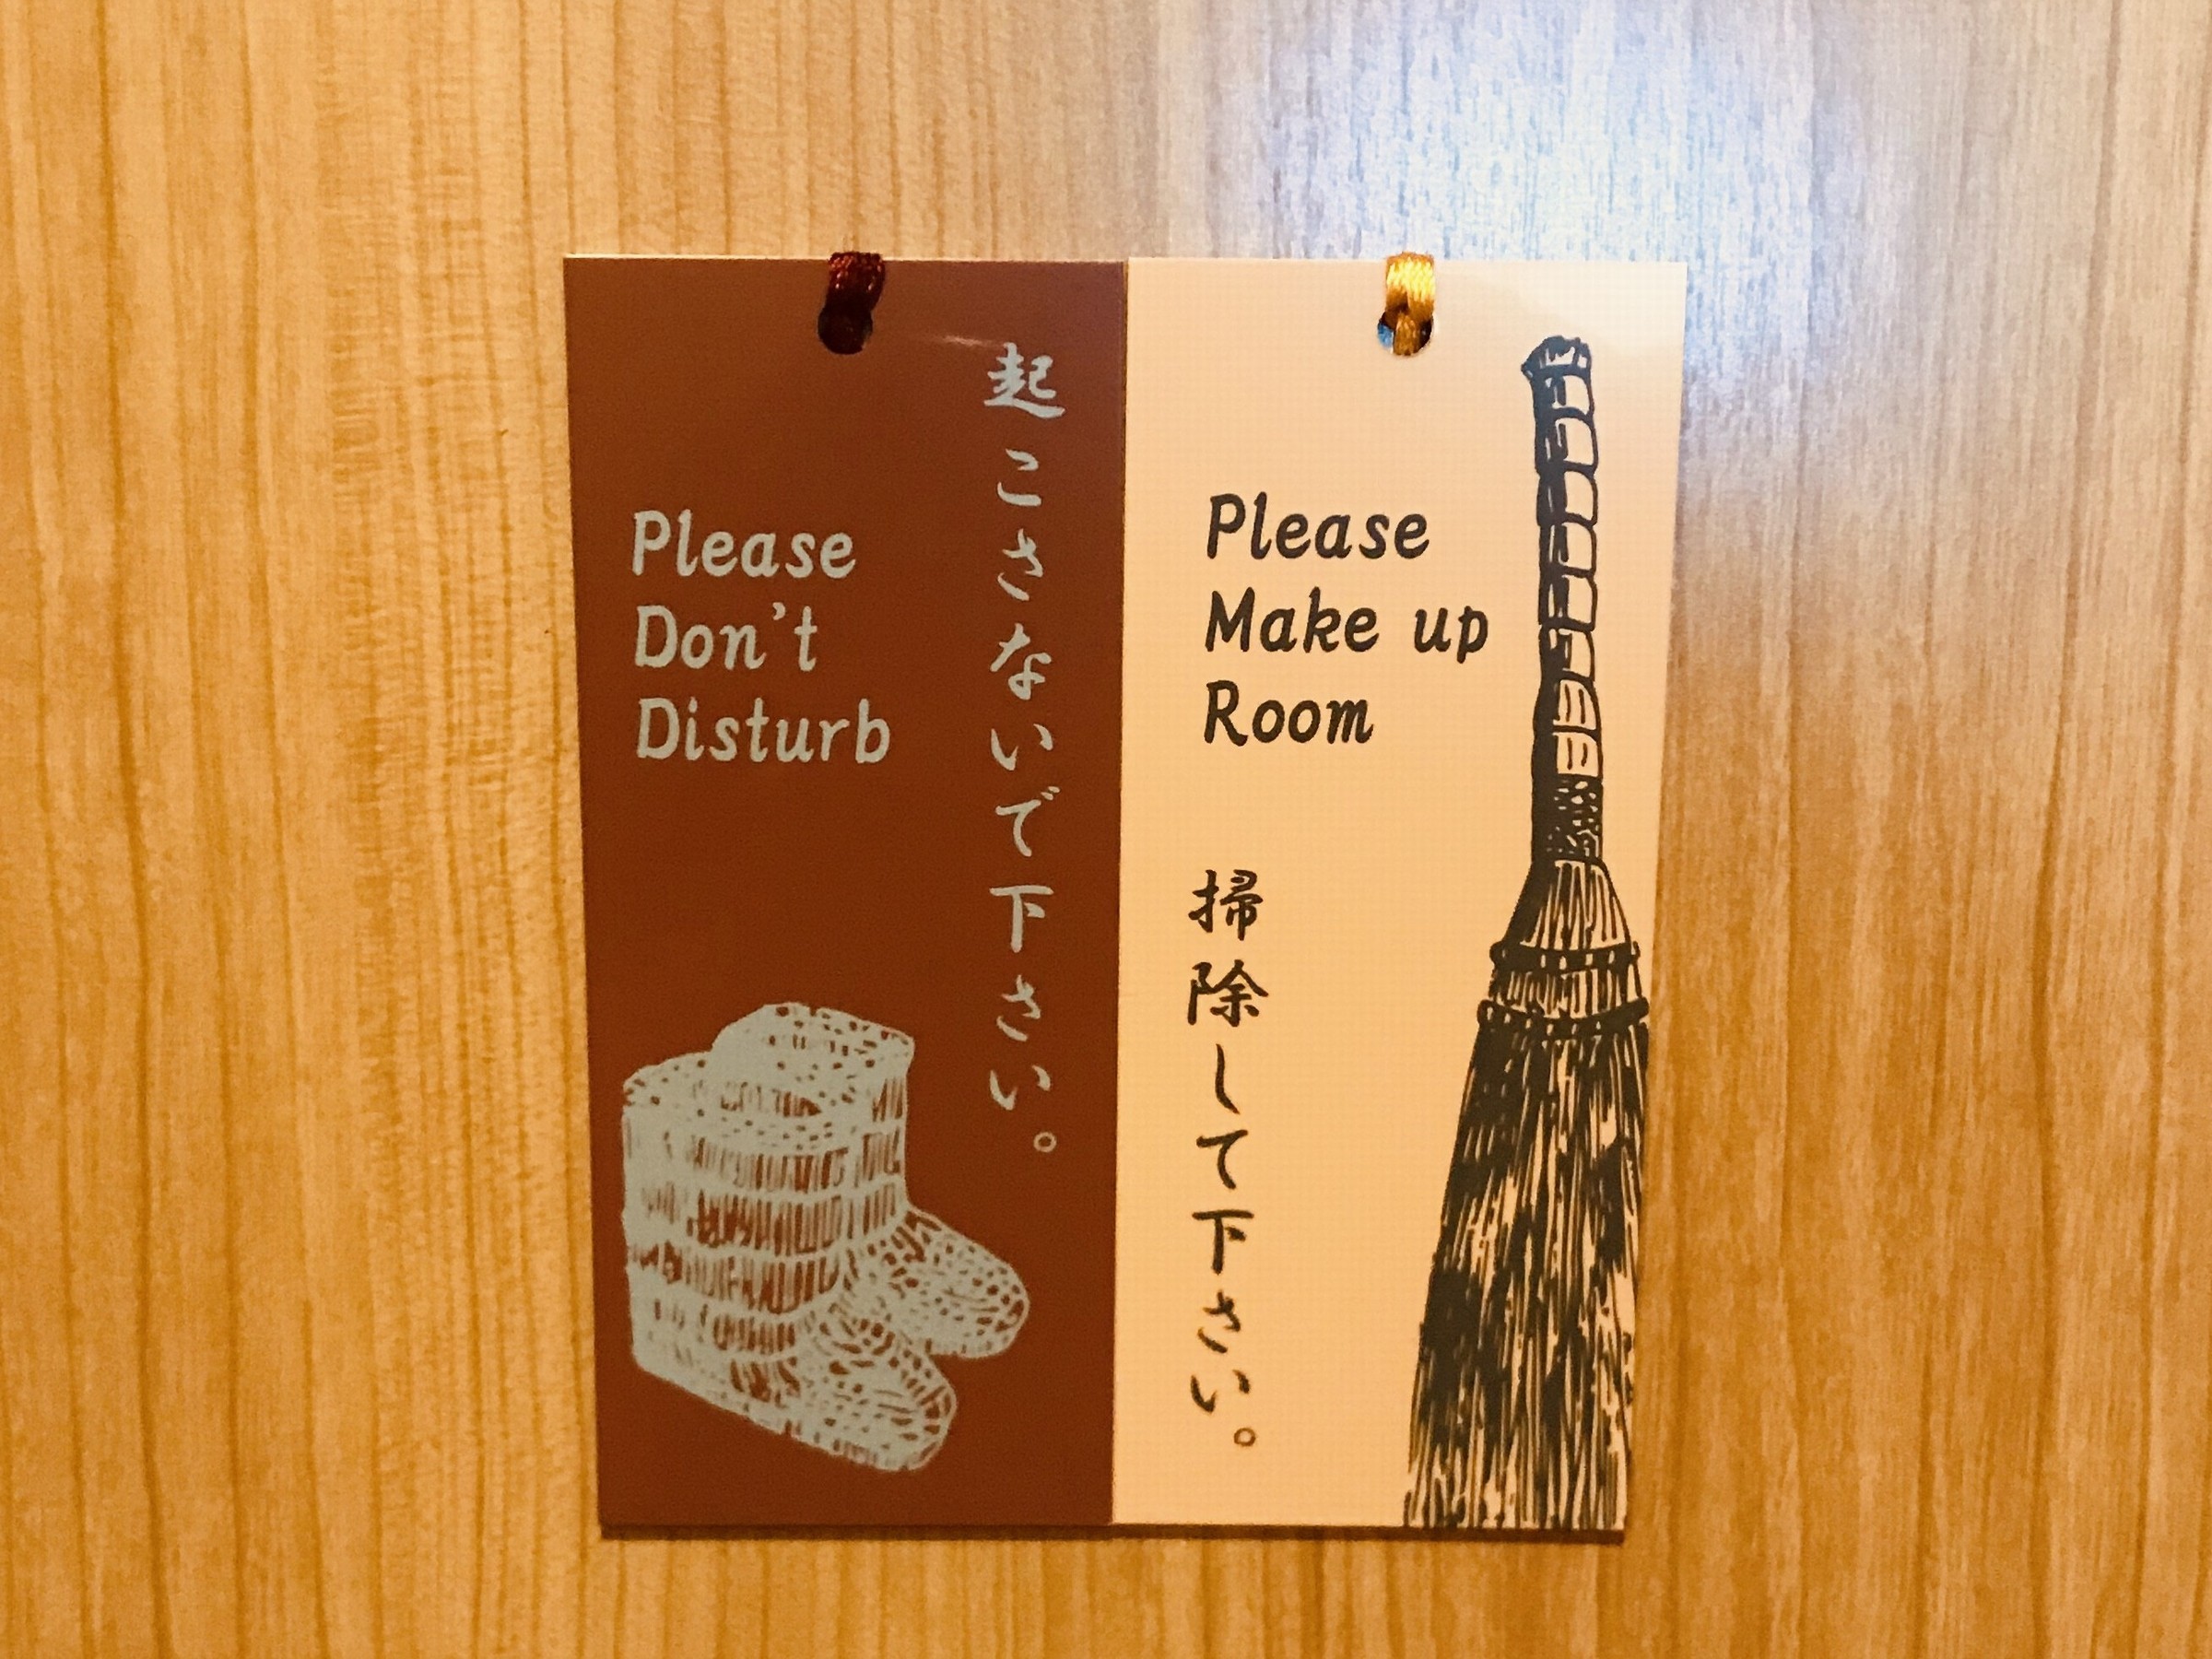 Please
Don't
Disturb
起こさないで下さい。
Please
Make up
Room
掃除して下さい。